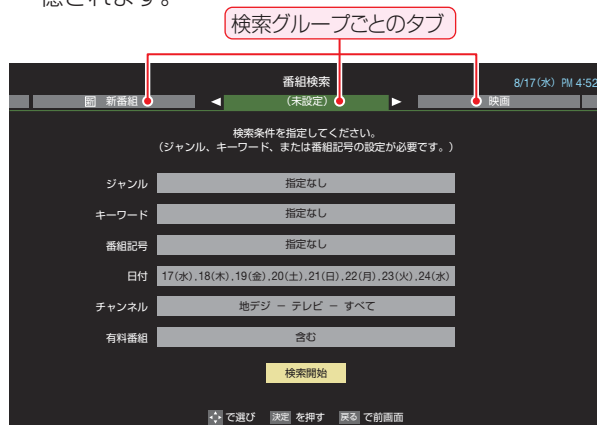 憶されます。
検索グループごとのタブ
番組検索
8/17(水) PM 4:52
新番組
◀ (未設定) ▶
映画
検索条件を指定してください。
(ジャンル、キーワード、または番組記号の設定が必要です。)
ジャンル 指定なし
キーワード 指定なし
番組記号 指定なし
日付 17(水),18(木),19(金),20(土),21(日),22(月),23(火),24(水)
チャンネル 地デジ － テレビ － すべて
有料番組 含む
検索開始
で選び 決定 を押す 戻る で前画面